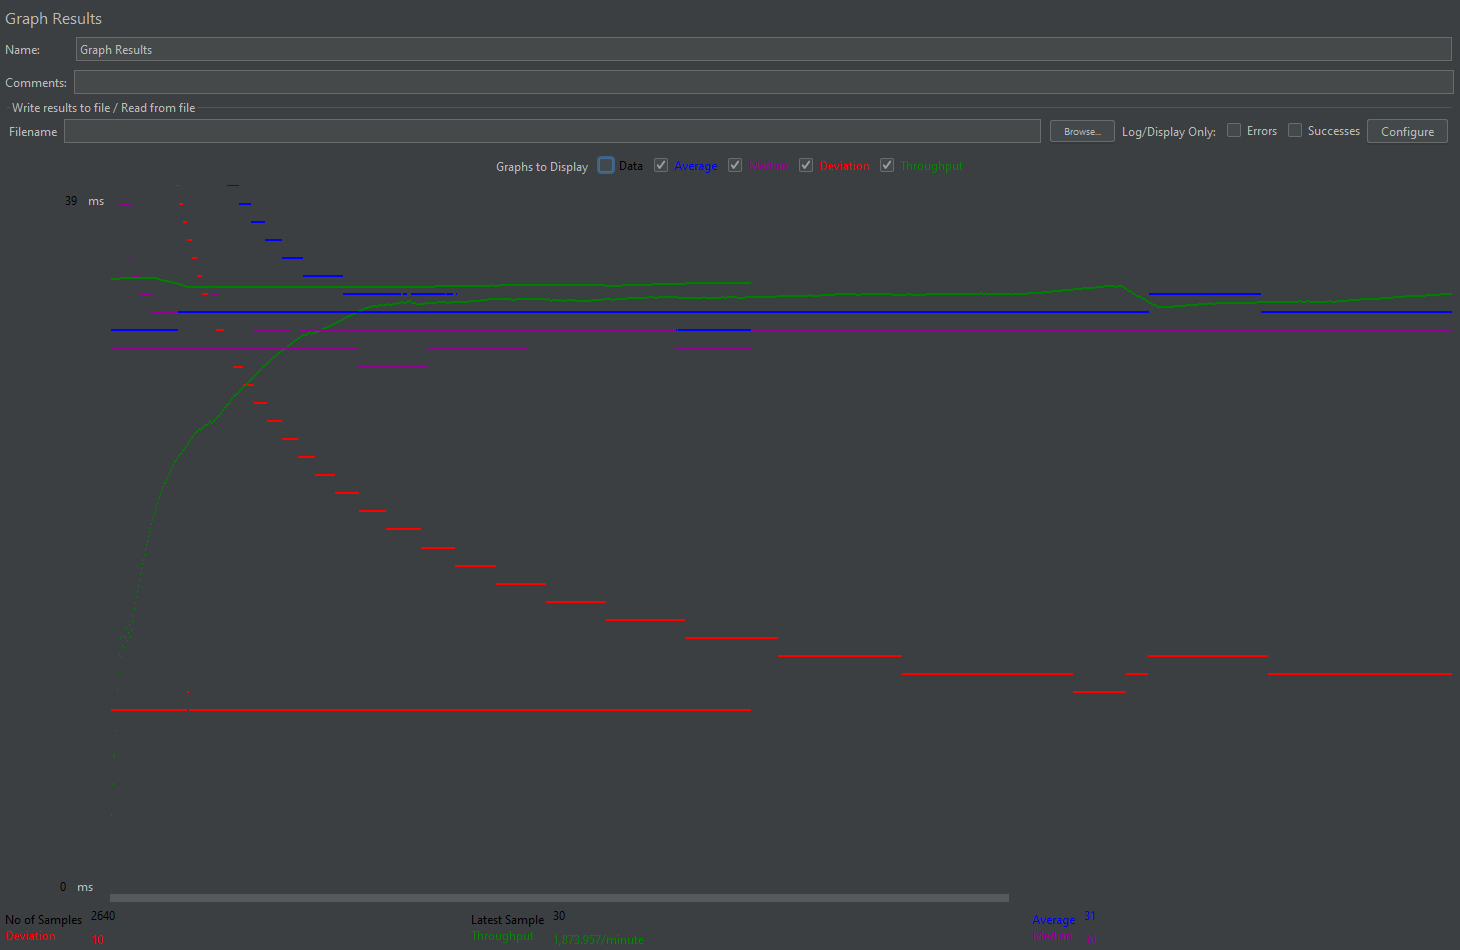 Graph Results
Name: Graph Results
Comments:
Write results to file / Read from file
Filename Browse... Log/Display Only: Errors Successes Configure
Graphs to Display Data Average Median Deviation Throughput
39 ms
0 ms
No of Samples 2640 Latest Sample 30 Average 31
Deviation 10 Throughput 1,873.957/minute Median